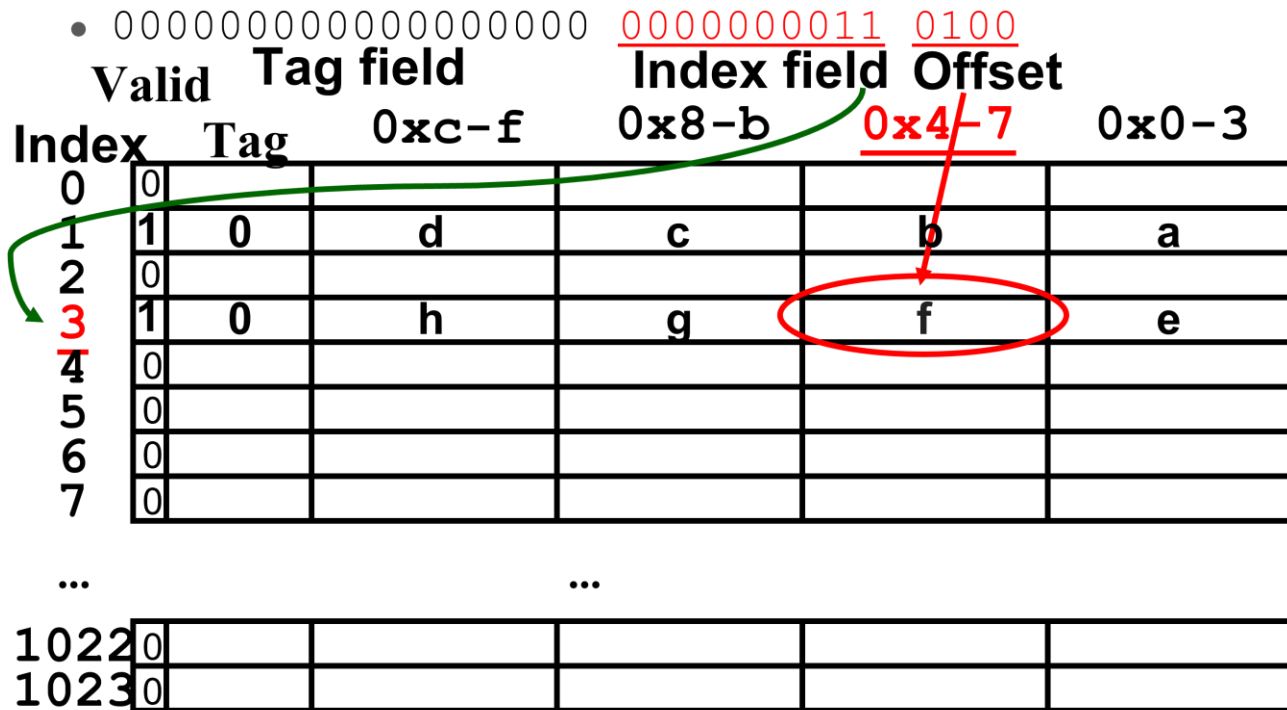 • 000000000000000000 0000000011 0100
Tag field Index field Offset
Valid
Index Tag 0xc-f 0x8-b 0x4-7 0x0-3
0 0
1 1 0 d c b a
2 0
3 1 0 h g f e
4 0
5 0
6 0
7 0
... ...
1022 0
1023 0